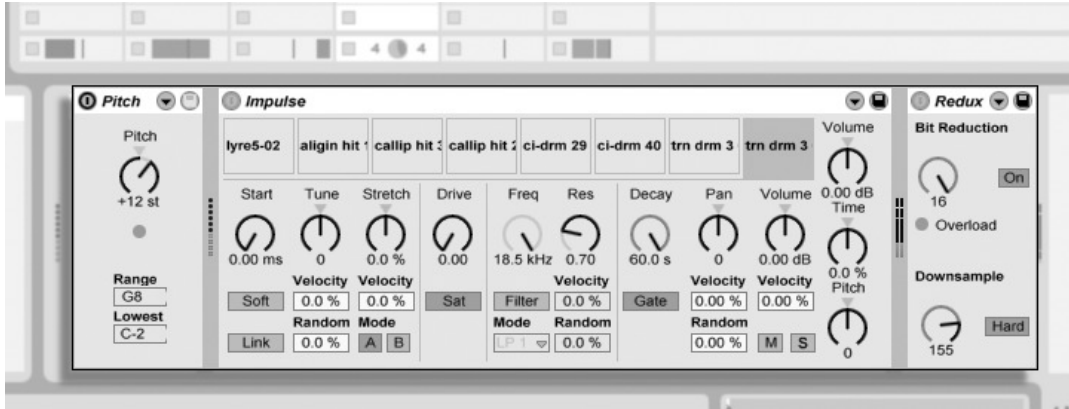 4 4
Pitch
Pitch
+12 st
Range
G8
Lowest
C-2
Impulse
lyre5-02 aligin hit callip hit callip hit ci-drm 29 ci-drm 40 trn drm 3 trn drm 3
Start Tune Stretch Drive Freq Res Decay Pan Volume
0.00 ms 0 0.0 % 0.00 18.5 kHz 0.70 60.0 s 0 0.00 dB
Velocity Velocity Velocity Velocity Velocity
Soft 0.0 % 0.0 % Sat Filter 0.0 % Gate 0.00 % 0.00 %
Random Mode Mode Random Random
Link 0.0 % A B LP 1 0.0 % 0.00 % M S
Volume
0.00 dB
Time
0.0 %
Pitch
0
Redux
Bit Reduction
On
16
Overload
Downsample
Hard
155